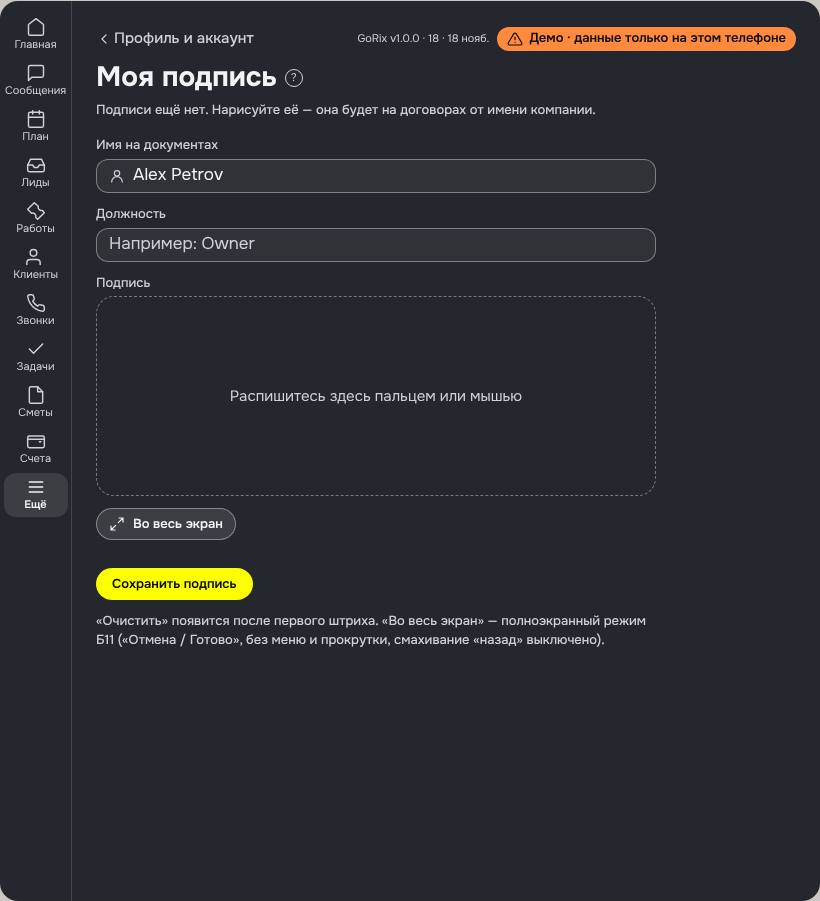 Главная
Сообщения
План
Лиды
Работы
Клиенты
Звонки
Задачи
Сметы
Счета
Ещё
Профиль и аккаунт
GoRix v1.0.0 · 18 · 18 нояб.
Демо · данные только на этом телефоне
Моя подпись ?
Подписи ещё нет. Нарисуйте её — она будет на договорах от имени компании.
Имя на документах
Alex Petrov
Должность
Например: Owner
Подпись
Распишитесь здесь пальцем или мышью
Во весь экран
Сохранить подпись
«Очистить» появится после первого штриха. «Во весь экран» — полноэкранный режим
Б11 («Отмена / Готово», без меню и прокрутки, смахивание «назад» выключено).